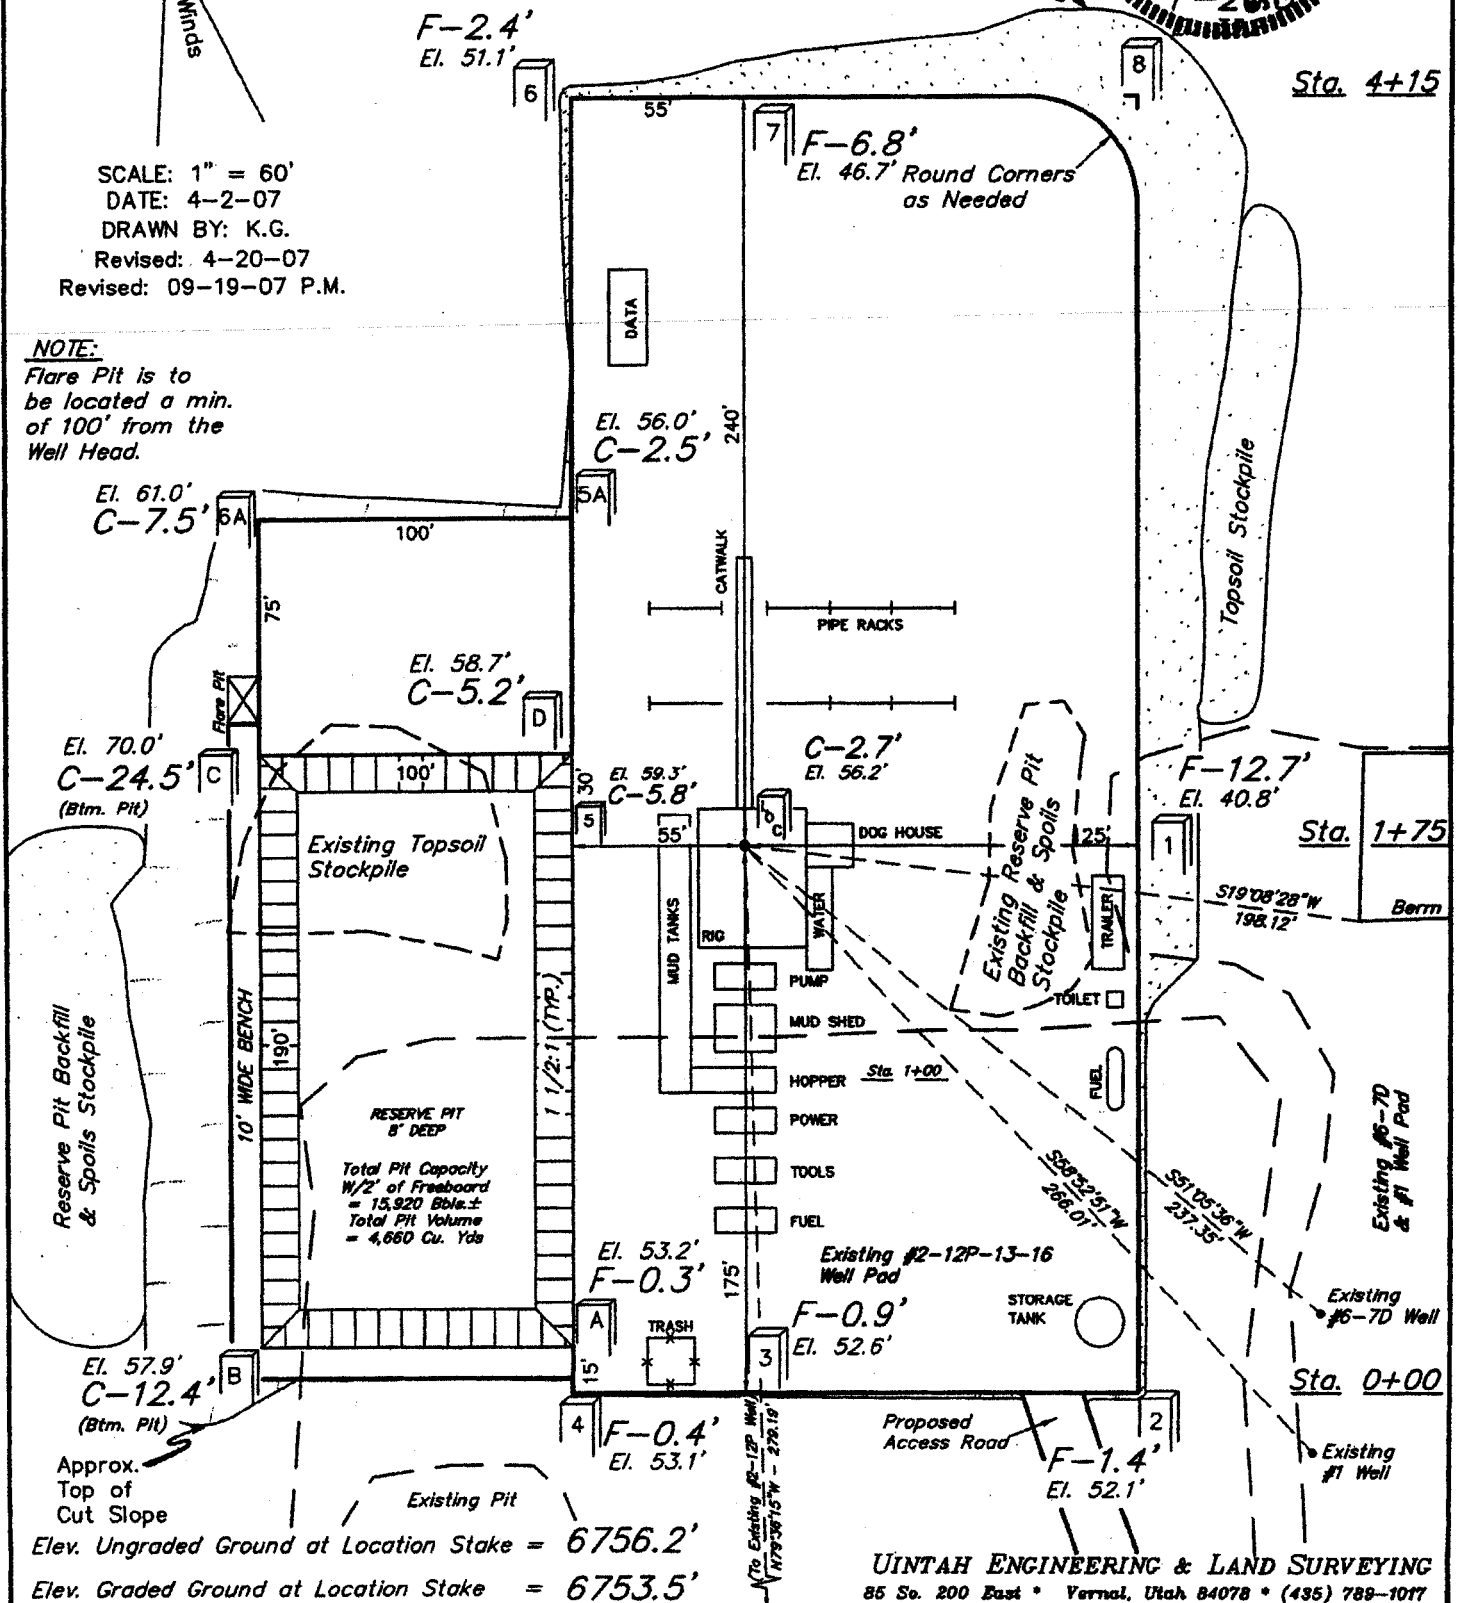 Winds
F-2.4'
El. 51.1'
6
55'
8
Sta. 4+15
7
F-6.8'
El. 46.7'
Round Corners
as Needed
SCALE: 1" = 60'
DATE: 4-2-07
DRAWN BY: K.G.
Revised: 4-20-07
Revised: 09-19-07 P.M.
DATA
NOTE:
Flare Pit is to
be located a min.
of 100' from the
Well Head.
El. 56.0'
C-2.5'
240'
5A
El. 61.0'
C-7.5'
6A
100'
75'
CATWALK
PIPE RACKS
Topsoil Stockpile
El. 58.7'
C-5.2'
D
Flare Pit
El. 70.0'
C-24.5'
(Btm. Pit)
C
100'
30'
El. 59.3'
C-5.8'
5
55'
C-2.7'
El. 56.2'
DOG HOUSE
Existing Reserve Pit
Backfill & Spoils
Stockpile
125'
F-12.7'
El. 40.8'
1
Sta. 1+75
S19°08'28"W
198.12'
Berm
Existing Topsoil
Stockpile
MUD TANKS
RIG
WATER
TRAILER
PUMP
TOILET
MUD SHED
HOPPER
Sta. 1+00
FUEL
POWER
TOOLS
FUEL
Reserve Pit Backfill
& Spoils Stockpile
10' WIDE BENCH
190'
1 1/2:1 (TYP.)
RESERVE PIT
8' DEEP
Total Pit Capacity
W/2' of Freeboard
= 15,920 Bbls.±
Total Pit Volume
= 4,660 Cu. Yds
S58°52'51"W
266.01'
S51°05'36"W
237.35'
Existing #6-7D
& #1 Well Pad
El. 53.2'
F-0.3'
A
175'
Existing #2-12P-13-16
Well Pad
F-0.9'
El. 52.6'
3
STORAGE
TANK
Existing
#6-7D Well
TRASH
15'
El. 57.9'
C-12.4'
(Btm. Pit)
B
Sta. 0+00
4
F-0.4'
El. 53.1'
(To Existing #2-12P Well)
N79°36'15"W - 279.19'
Proposed
Access Road
2
F-1.4'
El. 52.1'
Existing
#1 Well
Approx.
Top of
Cut Slope
Existing Pit
Elev. Ungraded Ground at Location Stake = 6756.2'
Elev. Graded Ground at Location Stake = 6753.5'
UINTAH ENGINEERING & LAND SURVEYING
85 So. 200 East * Vernal, Utah 84078 * (435) 789-1017